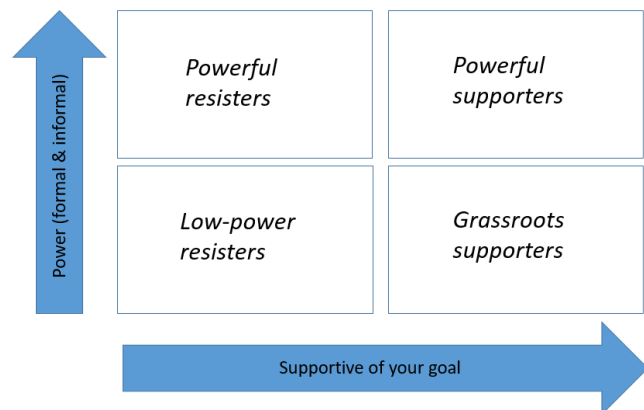 Power (formal & informal)
Powerful
resisters
Powerful
supporters
Low-power
resisters
Grassroots
supporters
Supportive of your goal